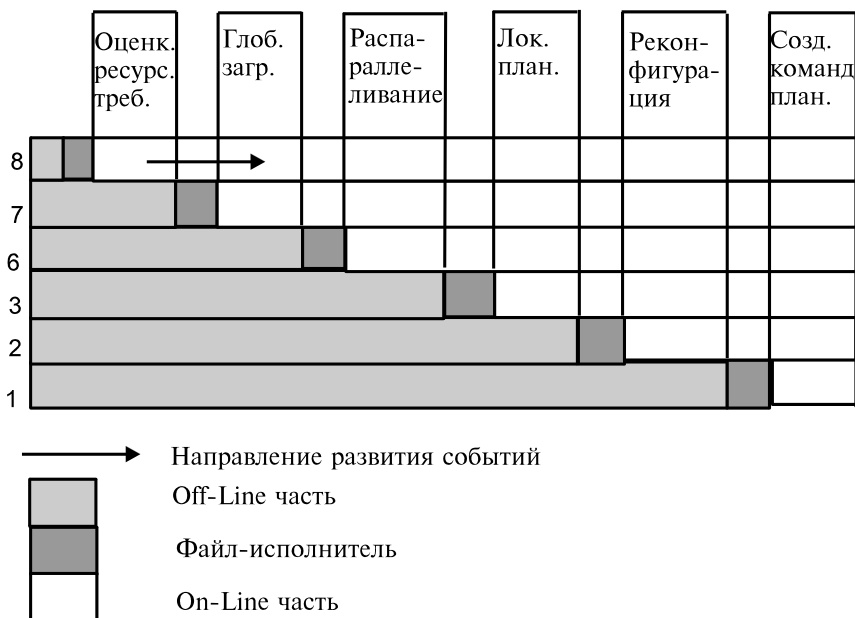 Оценк.
ресурс.
треб.
Глоб.
загр.
Распа-
раллe-
ливание
Лок.
план.
Рекон-
фигура-
ция
Созд.
команд
план.
8
7
6
3
2
1
Направление развития событий
Off-Line часть
Файл-исполнитель
On-Line часть